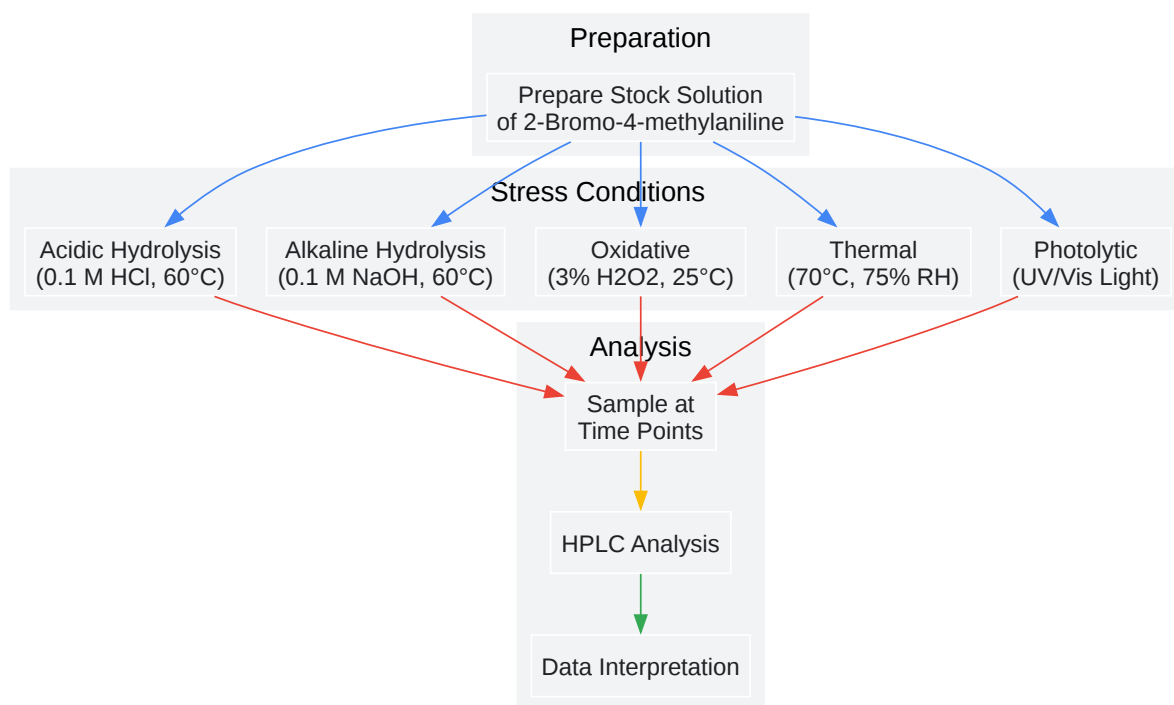 Preparation
Prepare Stock Solution
of 2-Bromo-4-methylaniline
Stress Conditions
Acidic Hydrolysis
(0.1 M HCl, 60°C)
Alkaline Hydrolysis
(0.1 M NaOH, 60°C)
Oxidative
(3% H2O2, 25°C)
Thermal
(70°C, 75% RH)
Photolytic
(UV/Vis Light)
Analysis
Sample at
Time Points
HPLC Analysis
Data Interpretation